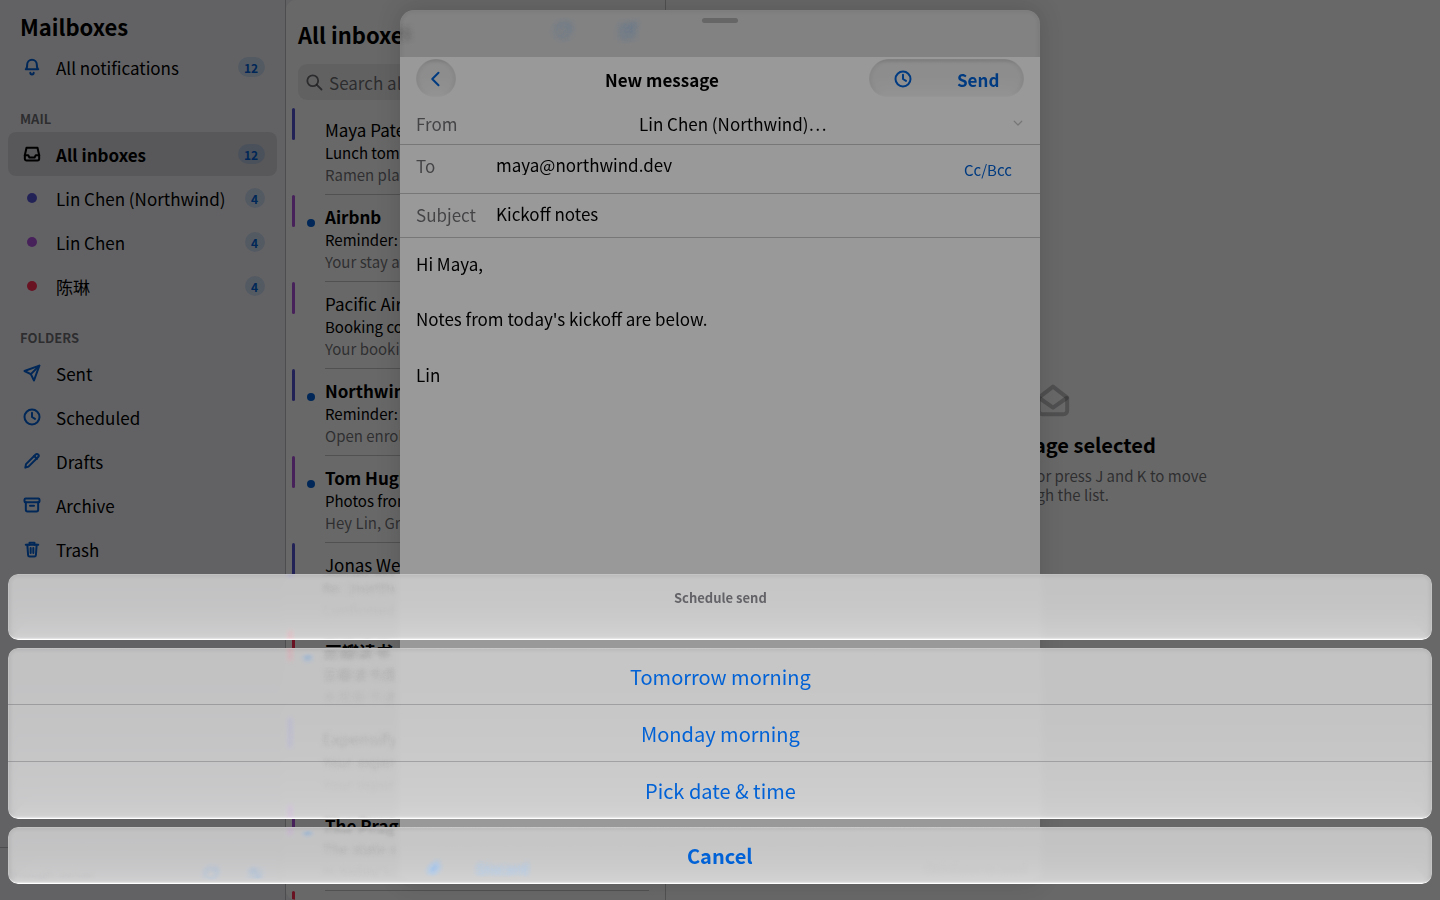 Mailboxes
All notifications 12
MAIL
All inboxes 12
Lin Chen (Northwind) 4
Lin Chen 4
陈琳 4
FOLDERS
Sent
Scheduled
Drafts
Archive
Trash
All inboxe
Search al
Maya Pate
Lunch tom
Ramen pla
Airbnb
Reminder:
Your stay a
Pacific Air
Booking co
Your booki
Northwin
Reminder:
Open enro
Tom Hug
Photos fron
Hey Lin, Gr
Jonas We
The Prag
New message
Send
From Lin Chen (Northwind)…
To maya@northwind.dev Cc/Bcc
Subject Kickoff notes
Hi Maya,
Notes from today's kickoff are below.
Lin
age selected
or press J and K to move
gh the list.
Schedule send
Tomorrow morning
Monday morning
Pick date & time
Cancel